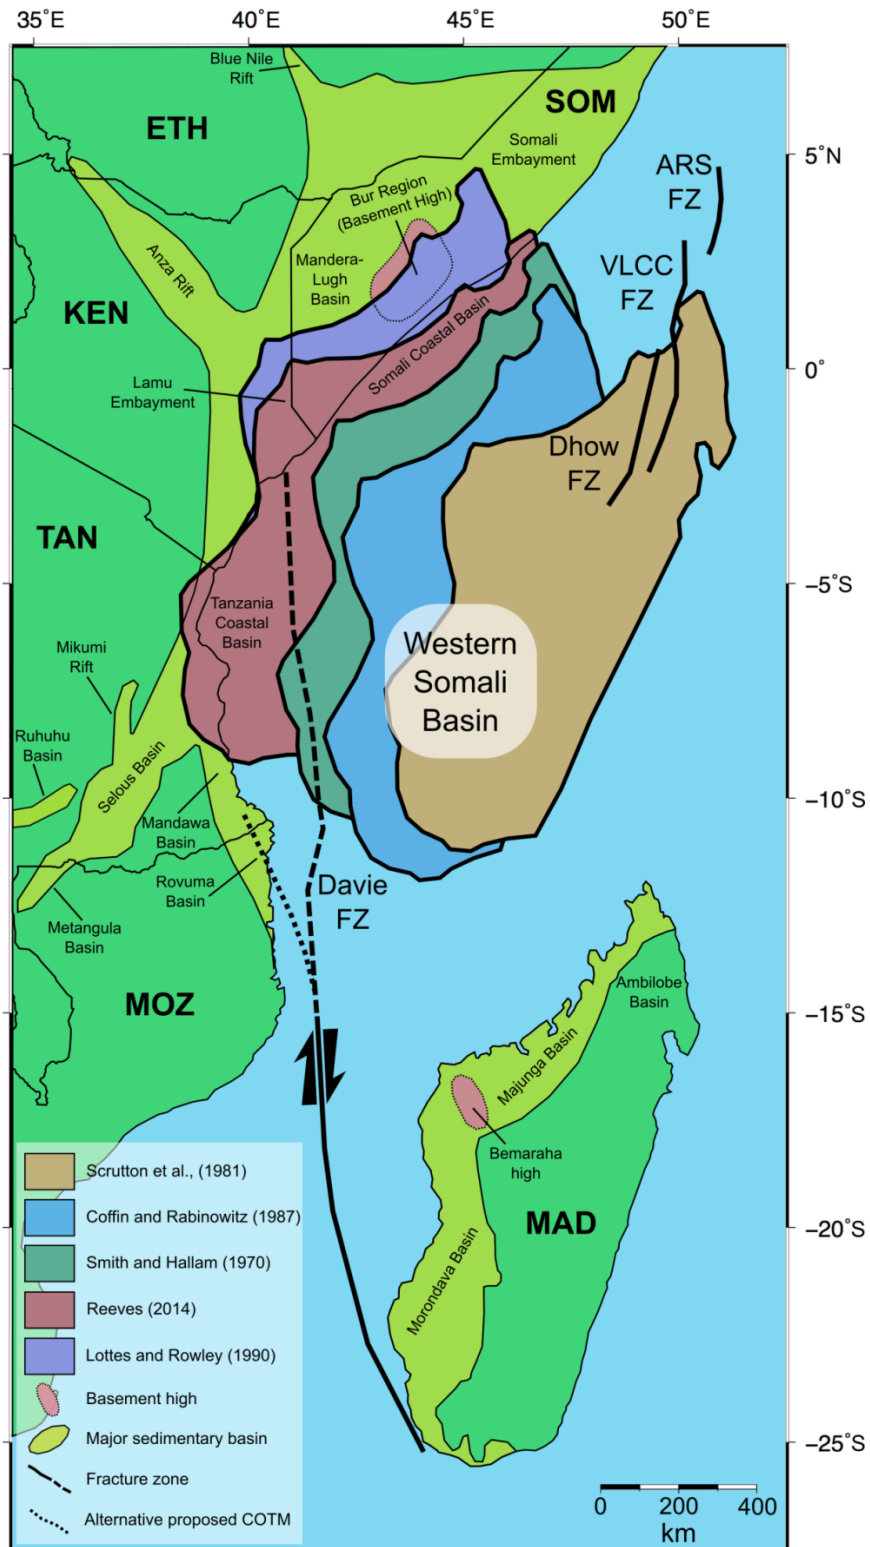 35˚E
40˚E
45˚E
50˚E
Blue Nile
Rift
SOM
ETH
Somali
Embayment
5˚N
ARS
FZ
Bur Region
(Basement High)
Anza Rift
Mandera-
Lugh
Basin
VLCC
FZ
KEN
Somali Coastal Basin
0˚
Lamu
Embayment
Dhow
FZ
TAN
−5˚S
Tanzania
Coastal
Basin
Western
Somali
Basin
Mikumi
Rift
Ruhuhu
Basin
Selous Basin
−10˚S
Mandawa
Basin
Rovuma
Basin
Davie
FZ
Metangula
Basin
Ambilobe
Basin
MOZ
−15˚S
Majunga Basin
Bemaraha
high
MAD
−20˚S
Morondava Basin
−25˚S
Scrutton et al., (1981)
Coffin and Rabinowitz (1987)
Smith and Hallam (1970)
Reeves (2014)
Lottes and Rowley (1990)
Basement high
Major sedimentary basin
Fracture zone
Alternative proposed COTM
0 200 400
km